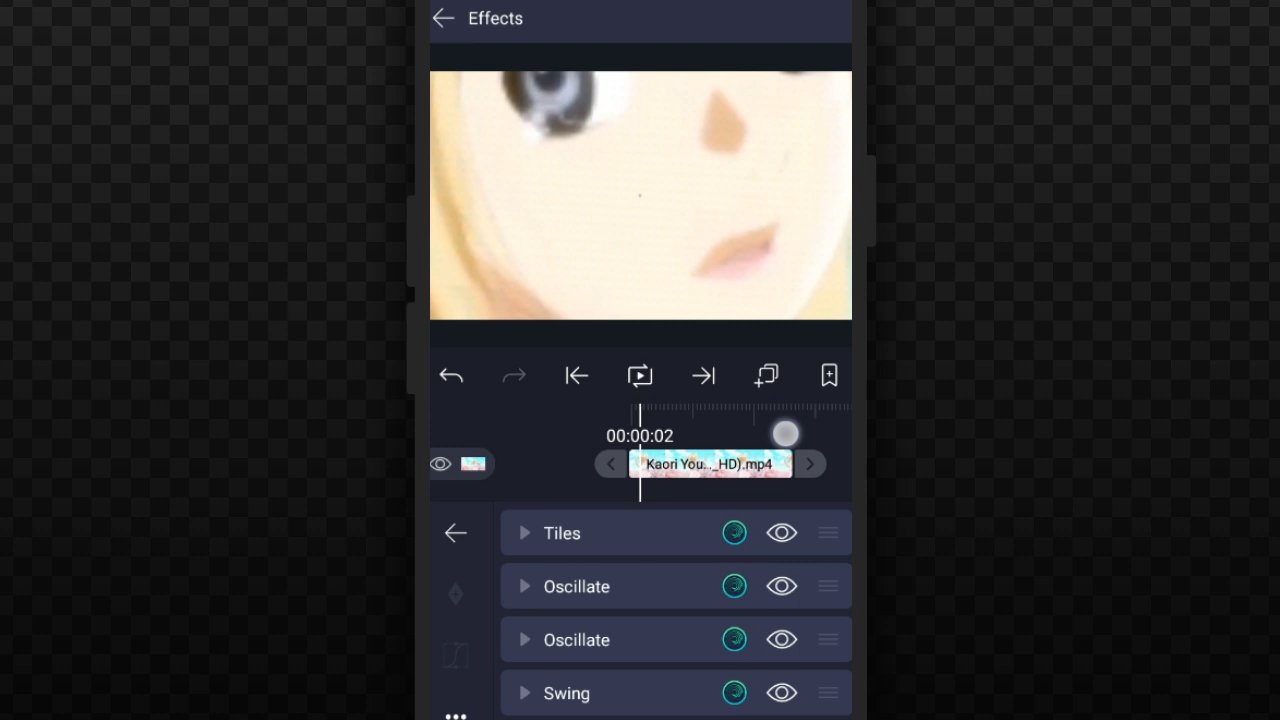 Effects
00:00:02
Kaori You..._HD).mp4
Tiles
Oscillate
Oscillate
Swing